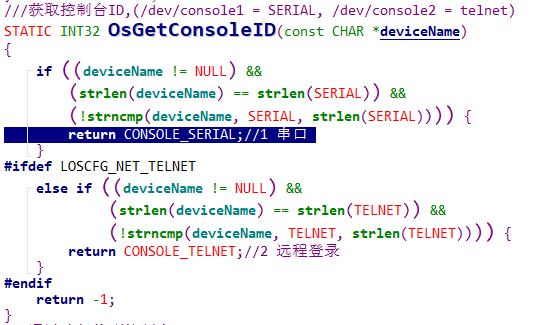 ///获取控制台ID,(/dev/console1 = SERIAL, /dev/console2 = telnet)
STATIC INT32 OsGetConsoleID(const CHAR *deviceName)
{
    if ((deviceName != NULL) &&
        (strlen(deviceName) == strlen(SERIAL)) &&
        (!strncmp(deviceName, SERIAL, strlen(SERIAL)))) {
        return CONSOLE_SERIAL;//1 串口
    }
#ifdef LOSCFG_NET_TELNET
    else if ((deviceName != NULL) &&
             (strlen(deviceName) == strlen(TELNET)) &&
             (!strncmp(deviceName, TELNET, strlen(TELNET)))) {
        return CONSOLE_TELNET;//2 远程登录
    }
#endif
    return -1;
}